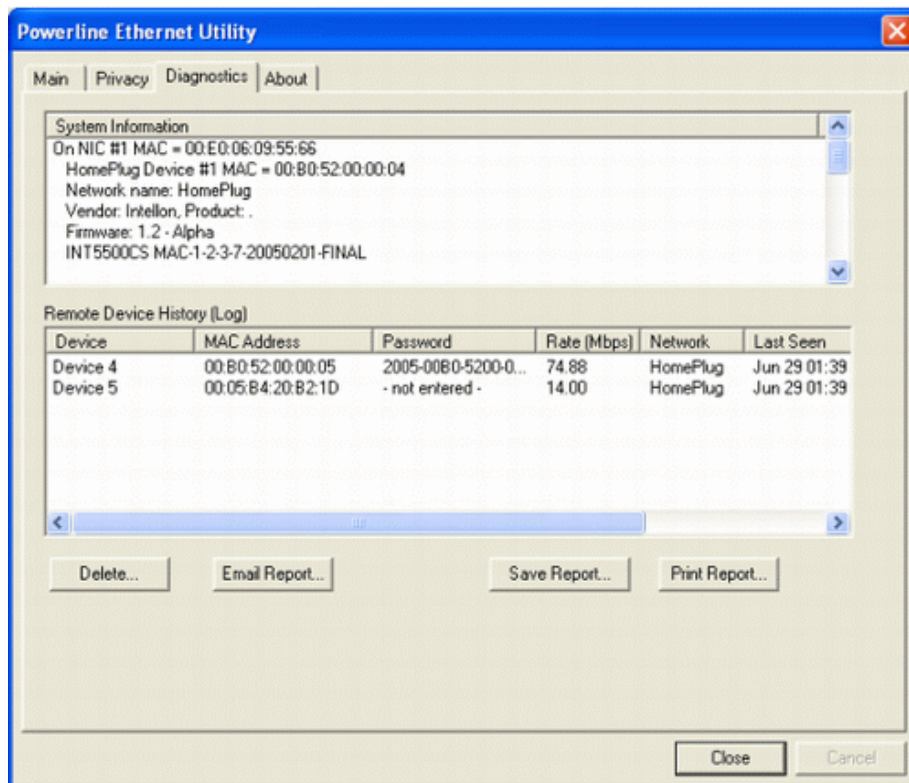 Powerline Ethernet Utility
Main Privacy Diagnostics About
System Information
On NIC #1 MAC = 00:E0:06:09:55:66
HomePlug Device #1 MAC = 00:B0:52:00:00:04
Network name: HomePlug
Vendor: Intellon, Product: .
Firmware: 1.2 - Alpha
INT5500CS MAC-1-2-3-7-20050201-FINAL
Remote Device History (Log)
Device MAC Address Password Rate (Mbps) Network Last Seen
Device 4 00:B0:52:00:00:05 2005-00B0-5200-0... 74.88 HomePlug Jun 29 01:39
Device 5 00:05:B4:20:B2:1D - not entered - 14.00 HomePlug Jun 29 01:39
Delete... Email Report... Save Report... Print Report...
Close Cancel